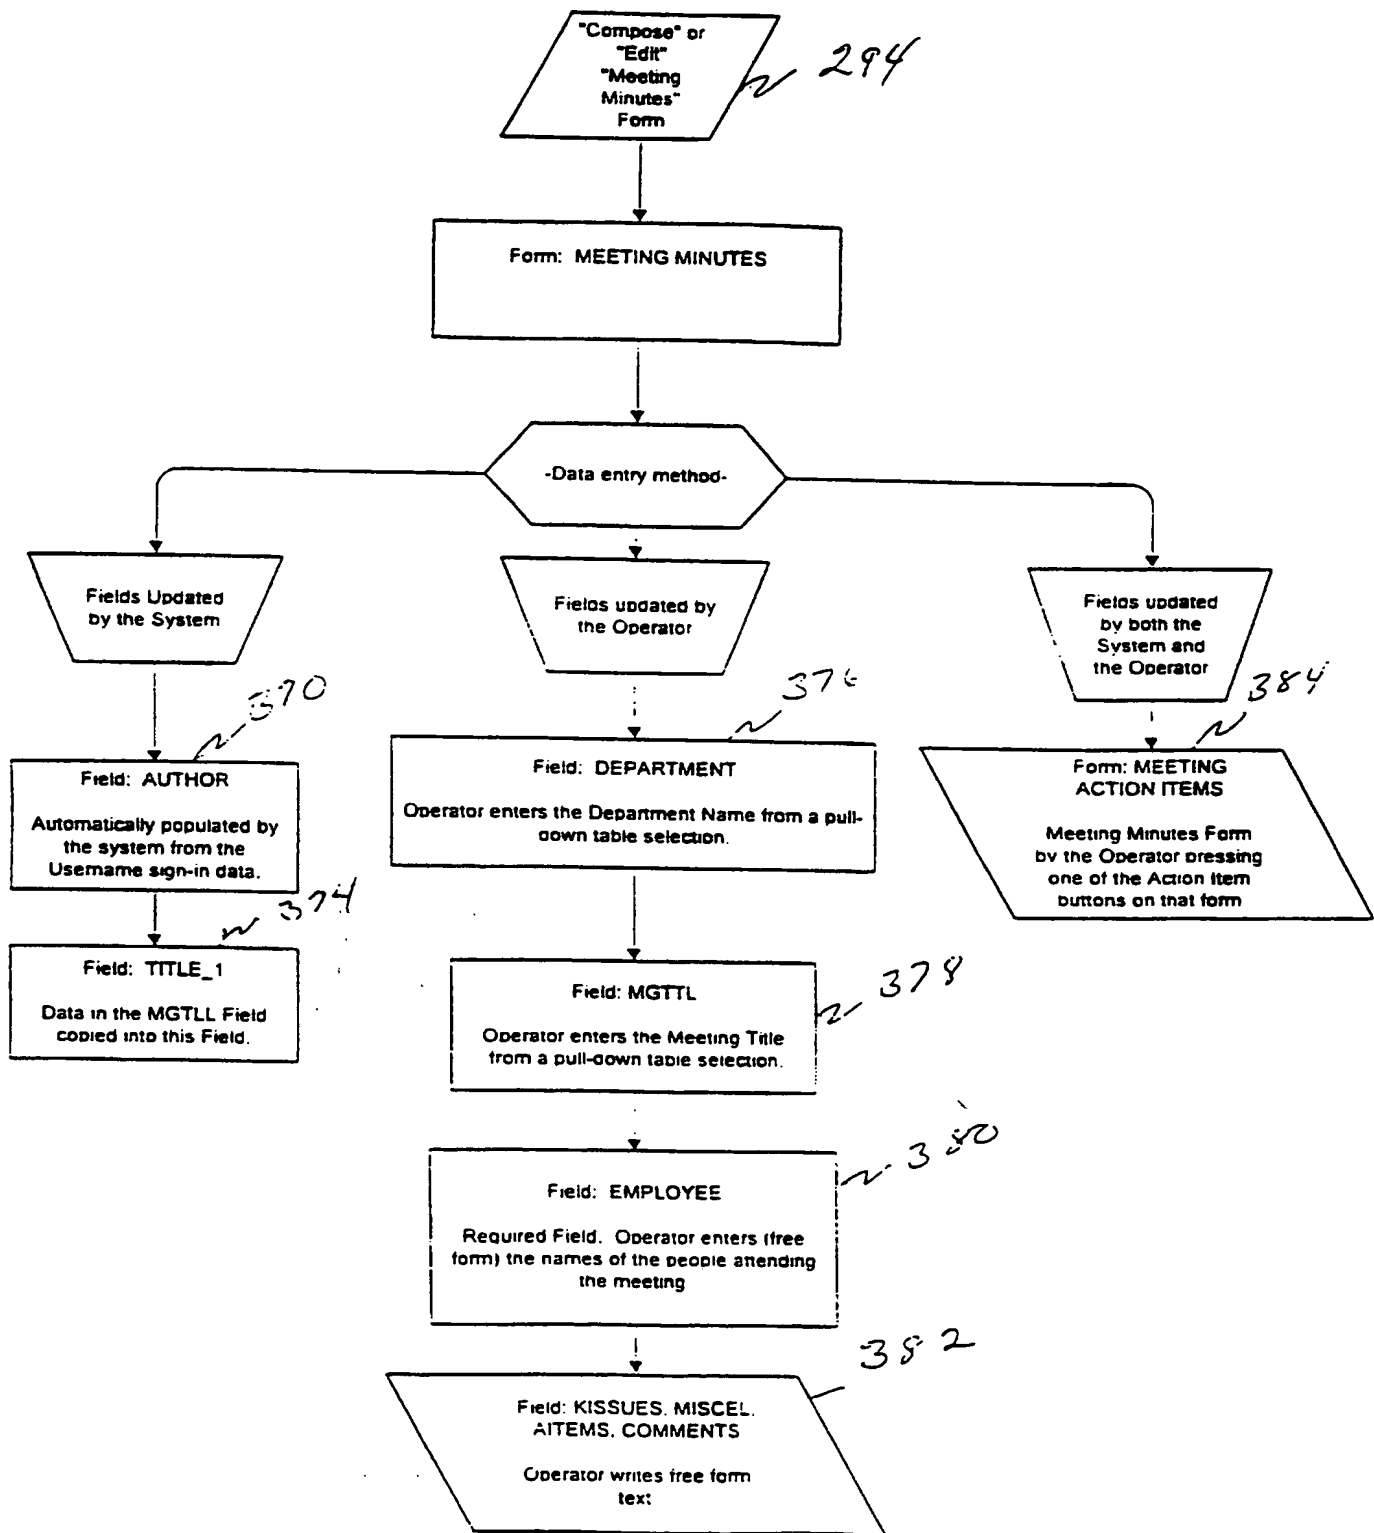 "Compose" or
"Edit"
"Meeting
Minutes"
Form
294
Form: MEETING MINUTES
-Data entry method-
Fields Updated
by the System
Fields updated by
the Operator
Fields updated
by both the
System and
the Operator
370
Field: AUTHOR
Automatically populated by
the system from the
Username sign-in data.
374
Field: TITLE_1
Data in the MGTLL Field
copied into this Field.
376
Field: DEPARTMENT
Operator enters the Department Name from a pull-
down table selection.
378
Field: MGTTL
Operator enters the Meeting Title
from a pull-down table selection.
380
Field: EMPLOYEE
Required Field. Operator enters (free
form) the names of the people attending
the meeting
382
Field: KISSUES, MISCEL,
AITEMS, COMMENTS
Operator writes free form
text
384
Form: MEETING
ACTION ITEMS
Meeting Minutes Form
by the Operator pressing
one of the Action Item
buttons on that form